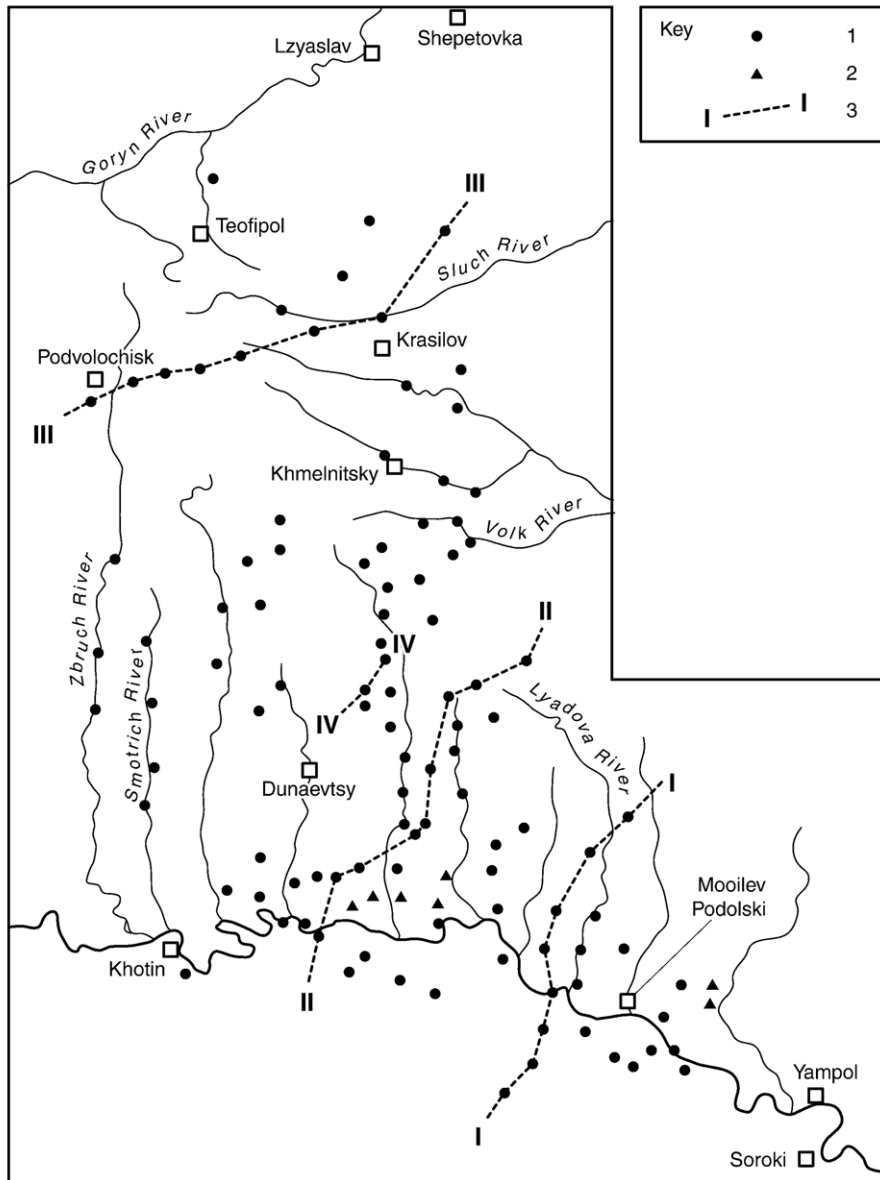 Shepetovka
Lzyaslav
Key
1
2
I I 3
Goryn River
Teofipol
III
Sluch River
Krasilov
Podvolochisk
III
Khmelnitsky
Volk River
Zbruch River
Smotrich River
II
IV
IV
Lyadova River
Dunaevtsy
I
Mooilev
Podolski
Khotin
II
Yampol
I
Soroki